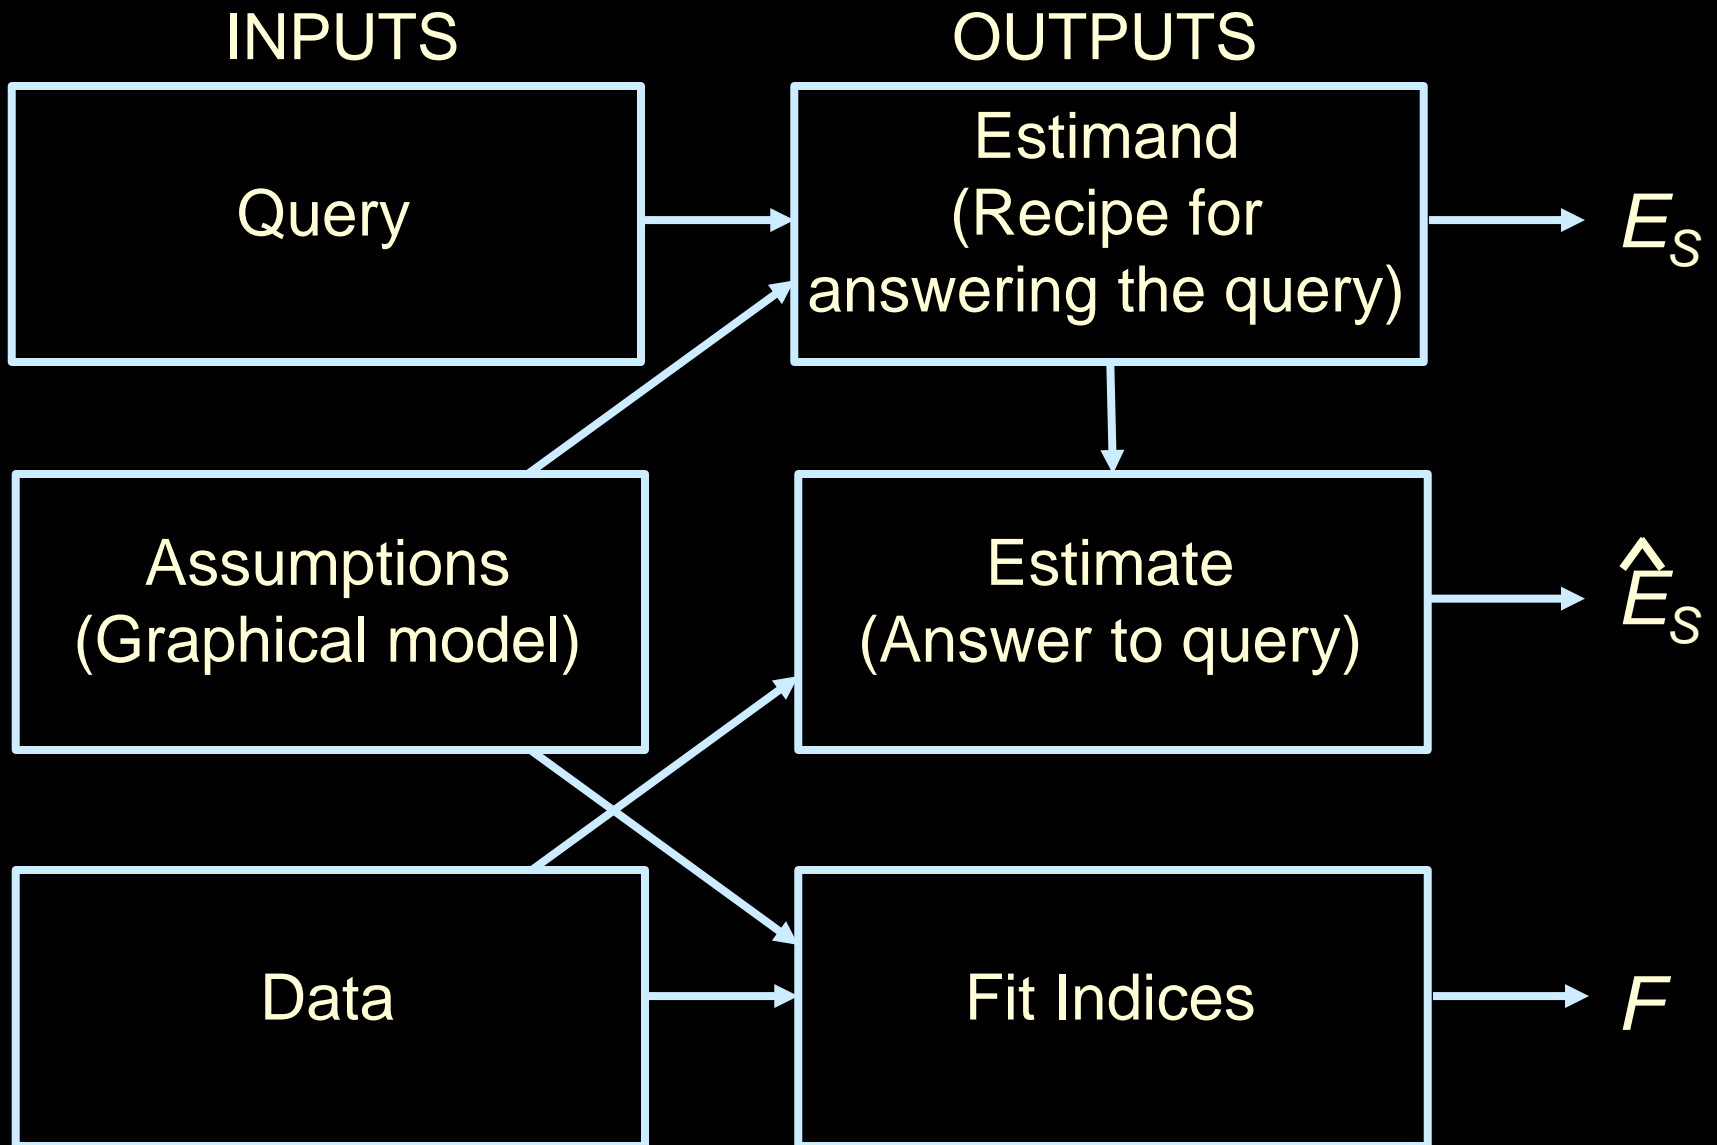 INPUTS
OUTPUTS
Query
Estimand
(Recipe for
answering the query)
E_S
Assumptions
(Graphical model)
Estimate
(Answer to query)
Ê_S
Data
Fit Indices
F